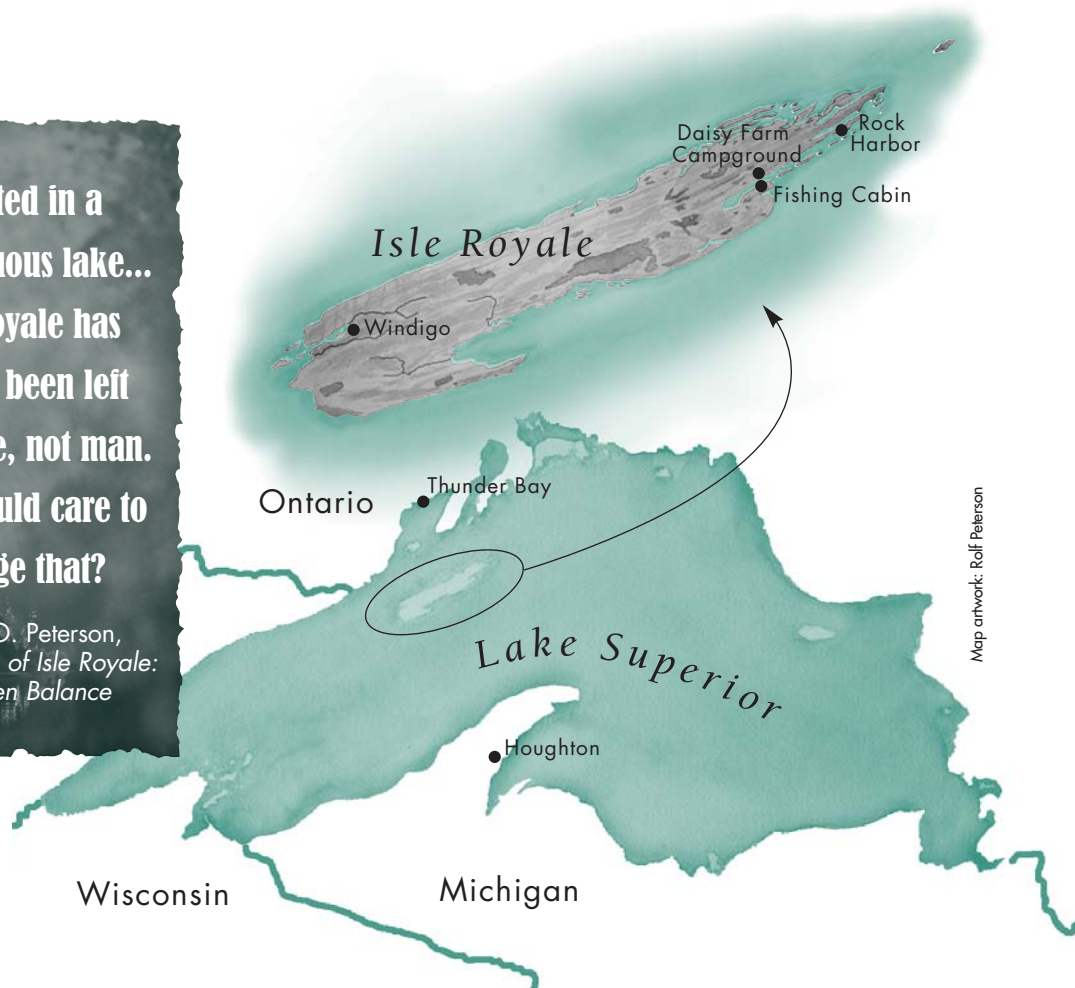 ted in a
uous lake...
oyale has
been left
e, not man.
uld care to
ge that?
D. Peterson,
of Isle Royale:
en Balance
Daisy Farm
Campground
Rock
Harbor
Fishing Cabin
Isle Royale
Windigo
Ontario
Thunder Bay
Lake Superior
Houghton
Wisconsin
Michigan
Map artwork: Rolf Peterson